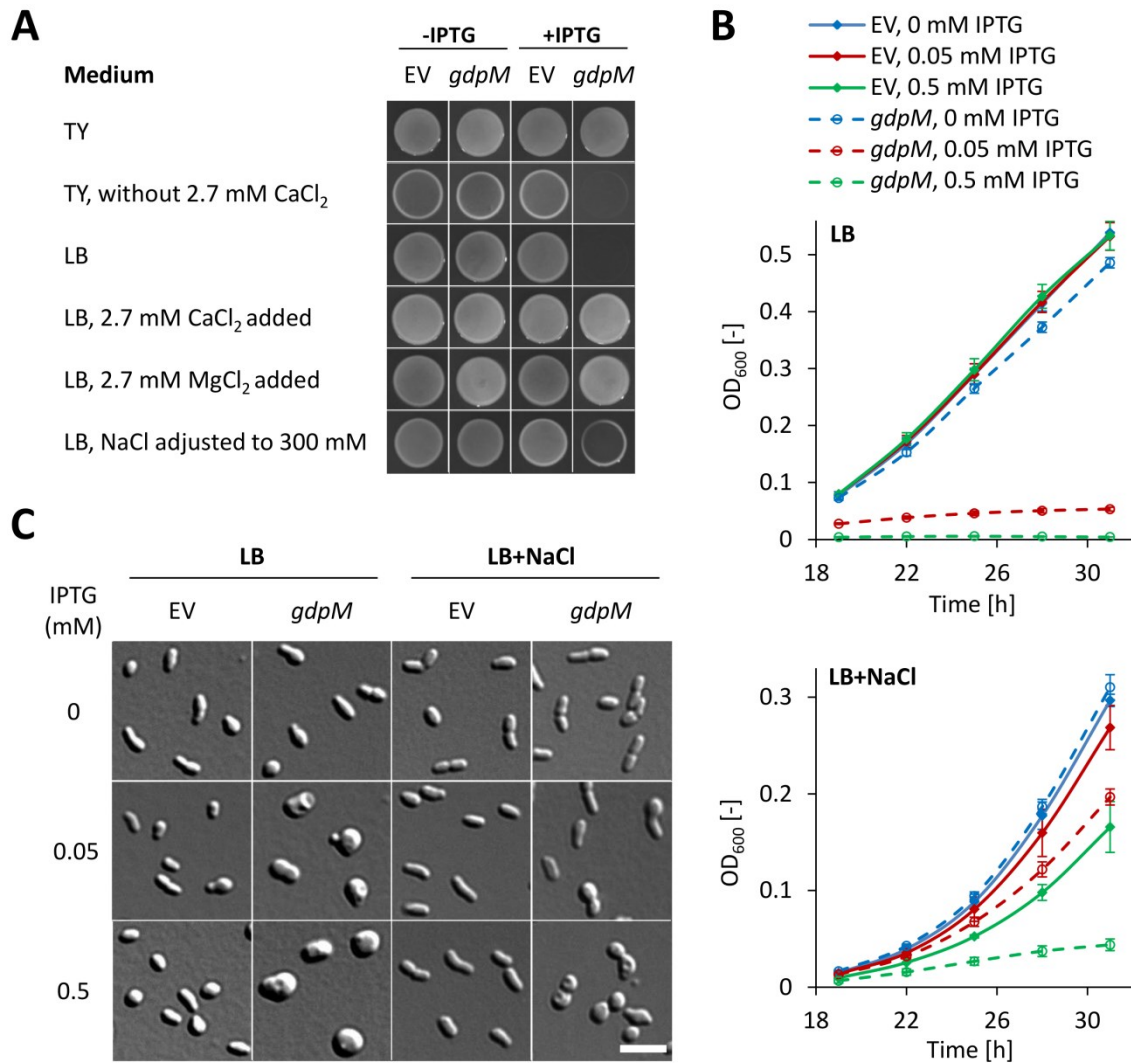 A
-IPTG +IPTG
Medium EV gdpM EV gdpM
TY
TY, without 2.7 mM CaCl₂
LB
LB, 2.7 mM CaCl₂ added
LB, 2.7 mM MgCl₂ added
LB, NaCl adjusted to 300 mM
B
EV, 0 mM IPTG
EV, 0.05 mM IPTG
EV, 0.5 mM IPTG
gdpM, 0 mM IPTG
gdpM, 0.05 mM IPTG
gdpM, 0.5 mM IPTG
LB
0.5
0.4
0.3
0.2
0.1
0
OD₆₀₀ [-]
18 22 26 30
Time [h]
LB+NaCl
0.3
0.2
0.1
0
OD₆₀₀ [-]
18 22 26 30
Time [h]
C
LB LB+NaCl
IPTG
(mM)
EV gdpM EV gdpM
0
0.05
0.5